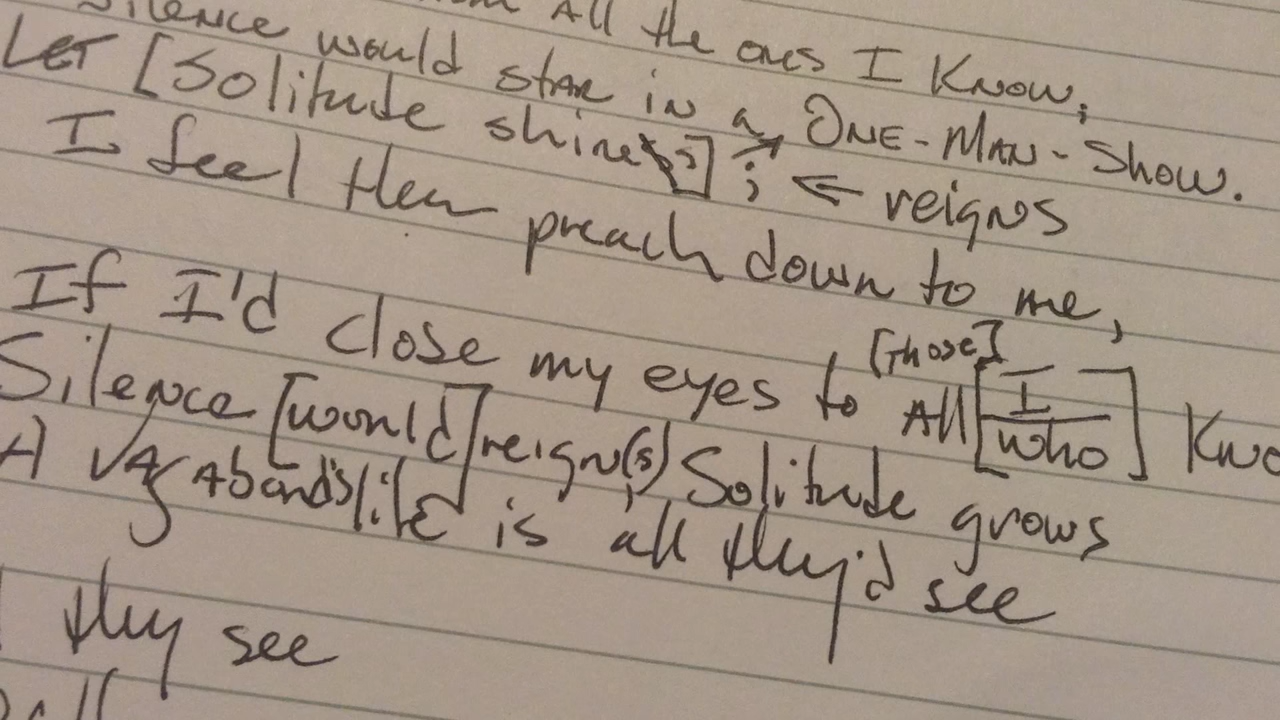 All the ones I Know,
Silence would star in a One-Man-Show.
Let [Solitude shine] ; ← reigns
I feel them preach down to me,
If I'd close my eyes to [those] All [I who] Kno
Silence [would] reign(s) Solitude grows
A vagabond's life is all they'd see
they see